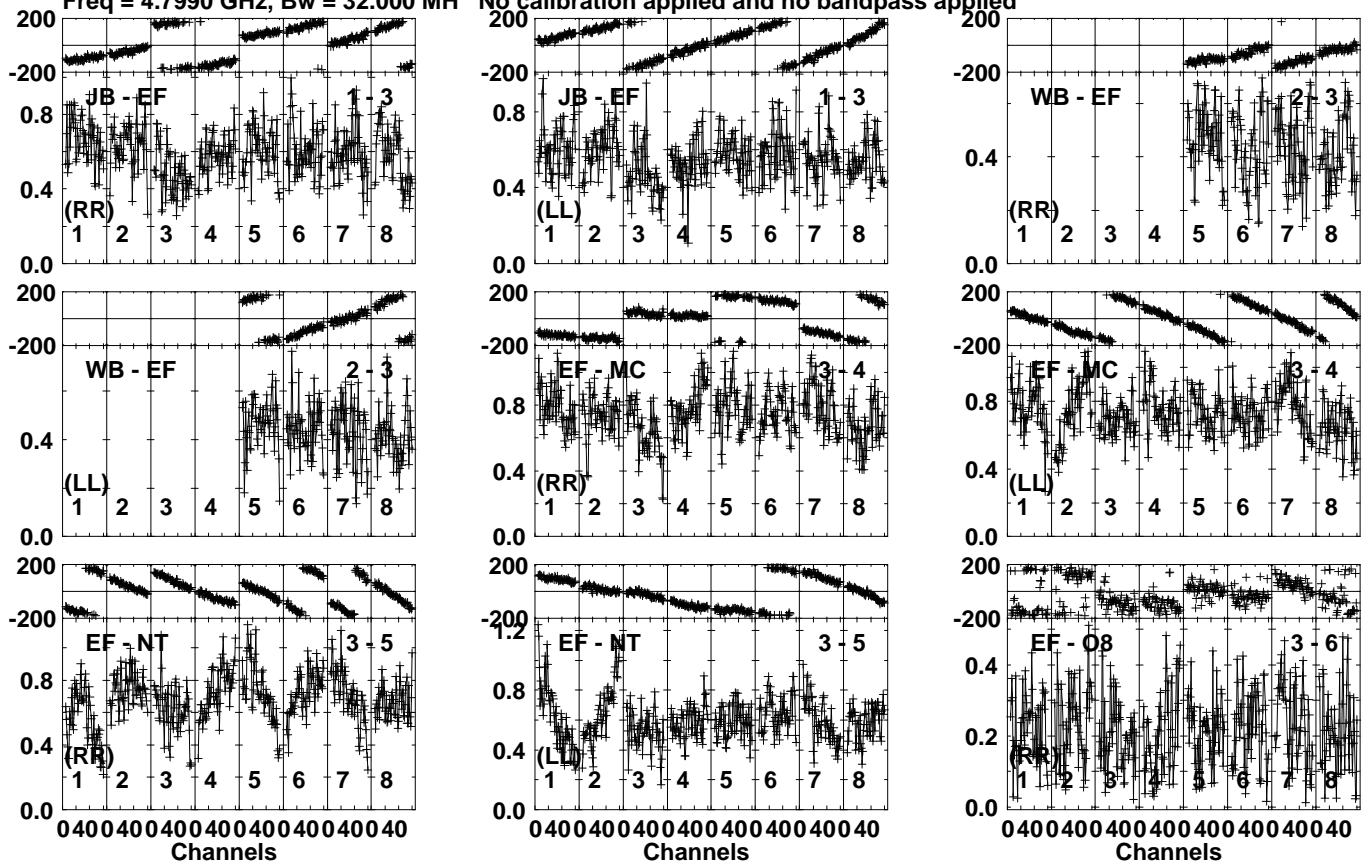 Freq = 4.7990 GHz, Bw = 32.000 MH No calibration applied and no bandpass applied
200
-200
JB - EF 1 - 3
0.8
0.4
(RR)
1 2 3 4 5 6 7 8
0.0
200
-200
JB - EF 1 - 3
0.8
0.4
(LL)
1 2 3 4 5 6 7 8
0.0
200
-200
WB - EF 2 - 3
0.4
(RR)
1 2 3 4 5 6 7 8
0.0
200
-200
WB - EF 2 - 3
0.4
(LL)
1 2 3 4 5 6 7 8
0.0
200
-200
EF - MC 3 - 4
0.8
0.4
(RR)
1 2 3 4 5 6 7 8
0.0
200
-200
EF - MC 3 - 4
0.8
0.4
(LL)
1 2 3 4 5 6 7 8
0.0
200
-200
EF - NT 3 - 5
0.8
0.4
(RR)
1 2 3 4 5 6 7 8
0.0
0 40 0 40 0 40 0 40 0 40 0 40 0 40 0 40
Channels
200
-200
1.2
EF - NT 3 - 5
0.8
0.4
(LL)
1 2 3 4 5 6 7 8
0.0
0 40 0 40 0 40 0 40 0 40 0 40 0 40 0 40
Channels
200
-200
EF - O8 3 - 6
0.4
0.2
(RR)
1 2 3 4 5 6 7 8
0.0
0 40 0 40 0 40 0 40 0 40 0 40 0 40 0 40
Channels